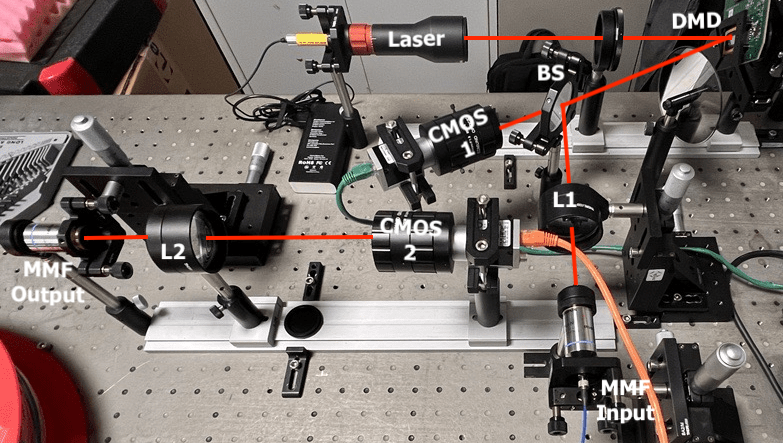 DMD
Laser
BS
CMOS
1
L1
CMOS
2
L2
MMF
Output
MMF
Input